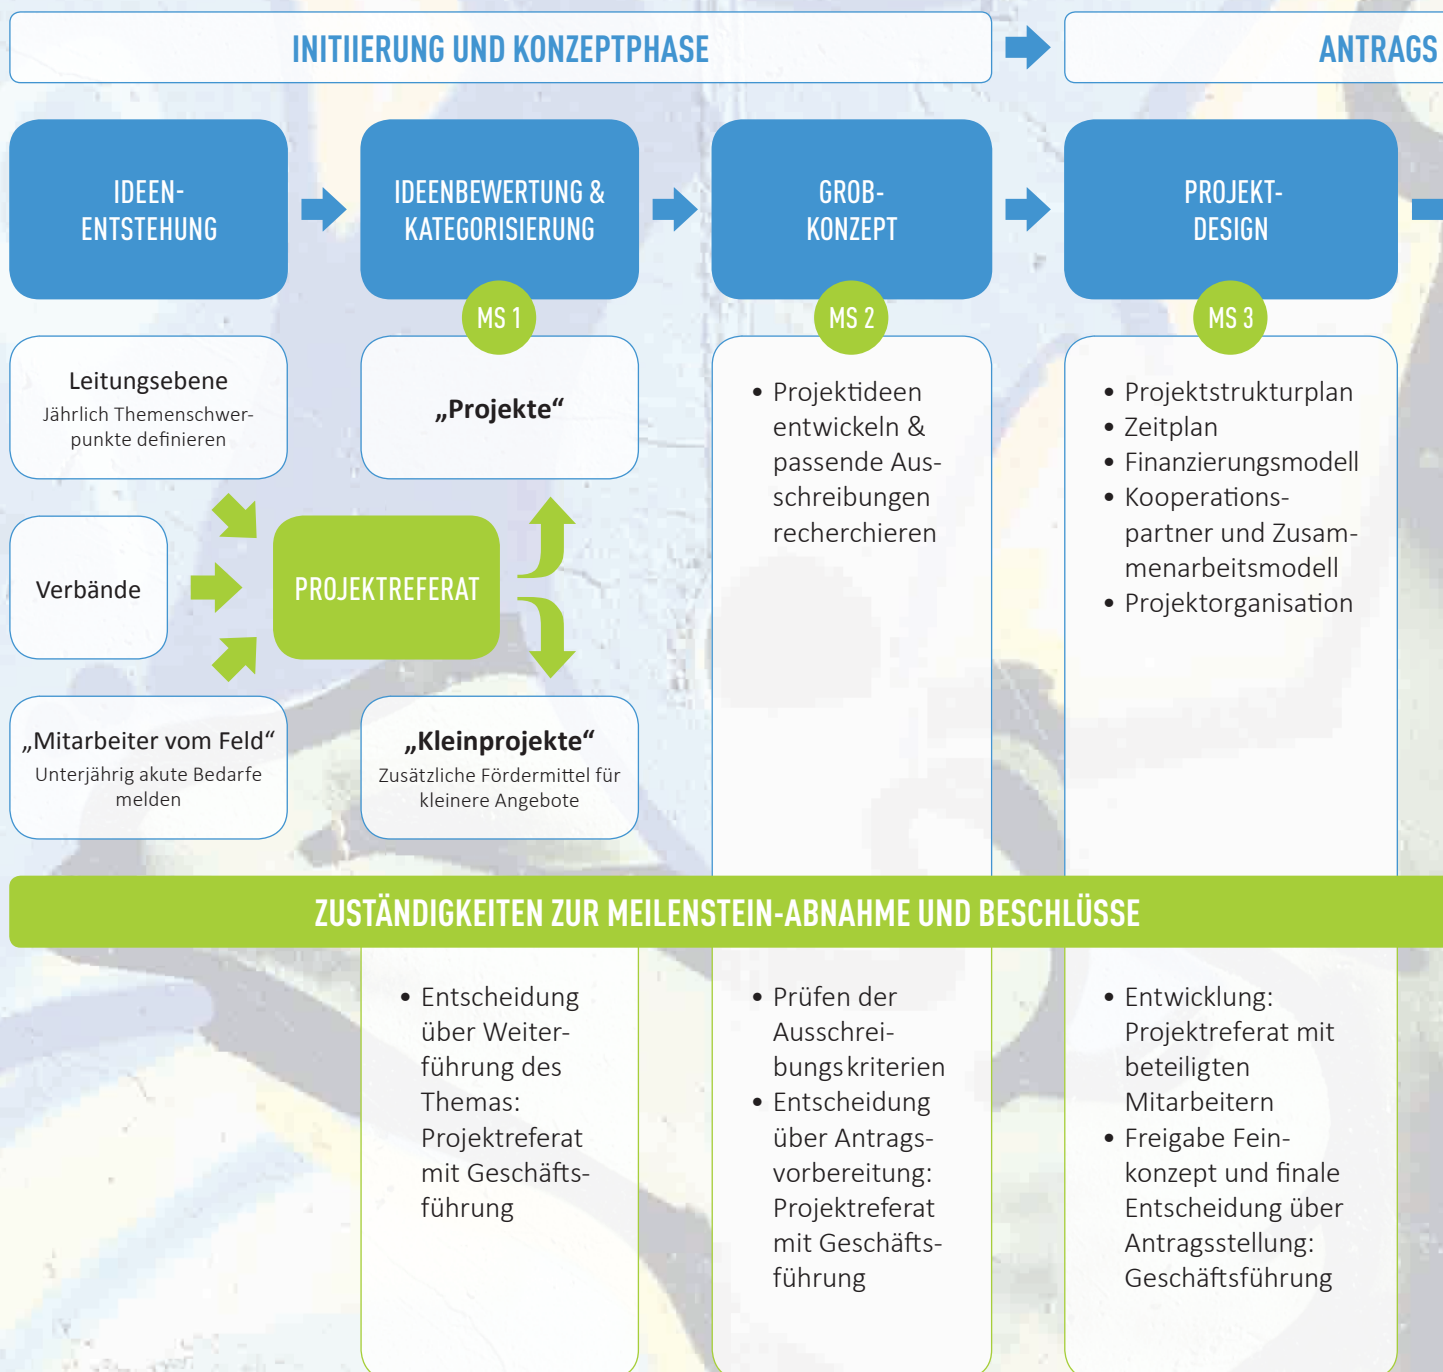 INITIIERUNG UND KONZEPTPHASE
ANTRAGS
IDEEN-
ENTSTEHUNG
IDEENBEWERTUNG &
KATEGORISIERUNG
GROB-
KONZEPT
PROJEKT-
DESIGN
MS 1
MS 2
MS 3
Leitungsebene
Jährlich Themenschwer-
punkte definieren
„Projekte“
Verbände
PROJEKTREFERAT
„Mitarbeiter vom Feld“
Unterjährig akute Bedarfe
melden
„Kleinprojekte“
Zusätzliche Fördermittel für
kleinere Angebote
• Projektideen
entwickeln &
passende Aus-
schreibungen
recherchieren
• Projektstrukturplan
• Zeitplan
• Finanzierungsmodell
• Kooperations-
partner und Zusam-
menarbeitsmodell
• Projektorganisation
ZUSTÄNDIGKEITEN ZUR MEILENSTEIN-ABNAHME UND BESCHLÜSSE
• Entscheidung
über Weiter-
führung des
Themas:
Projektreferat
mit Geschäfts-
führung
• Prüfen der
Ausschrei-
bungskriterien
• Entscheidung
über Antrags-
vorbereitung:
Projektreferat
mit Geschäfts-
führung
• Entwicklung:
Projektreferat mit
beteiligten
Mitarbeitern
• Freigabe Fein-
konzept und finale
Entscheidung über
Antragsstellung:
Geschäftsführung